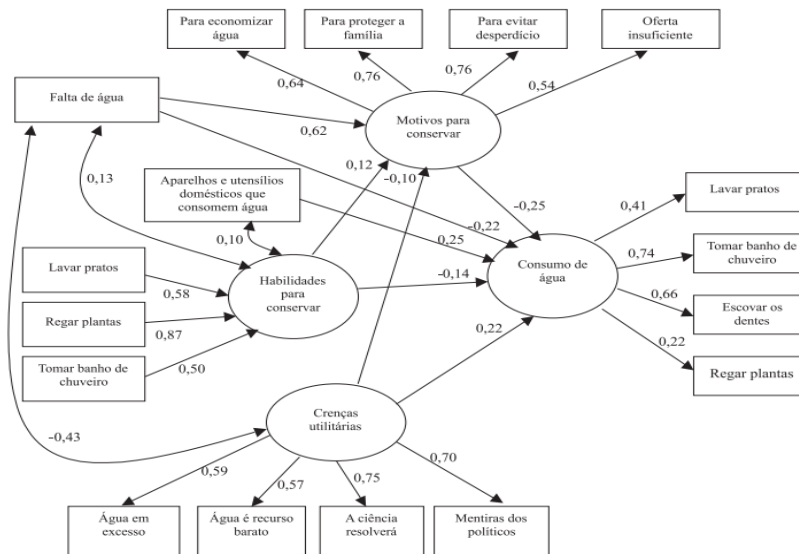 Para economizar
água
Para proteger a
família
Para evitar
desperdício
Oferta
insuficiente
0,64
0,76
0,76
0,54
Falta de água
0,62
Motivos para
conservar
0,13
Aparelhos e utensílios
domésticos que
consomem água
0,12
-0,10
-0,25
-0,22
0,25
0,10
0,41
Lavar pratos
Lavar pratos
0,58
Habilidades
para
conservar
-0,14
Consumo de
água
0,74
Tomar banho de
chuveiro
Regar plantas
0,87
0,66
Escovar os
dentes
Tomar banho de
chuveiro
0,50
0,22
0,22
Regar plantas
-0,43
Crenças
utilitárias
0,59
0,57
0,75
0,70
Água em
excesso
Água é recurso
barato
A ciência
resolverá
Mentiras dos
políticos